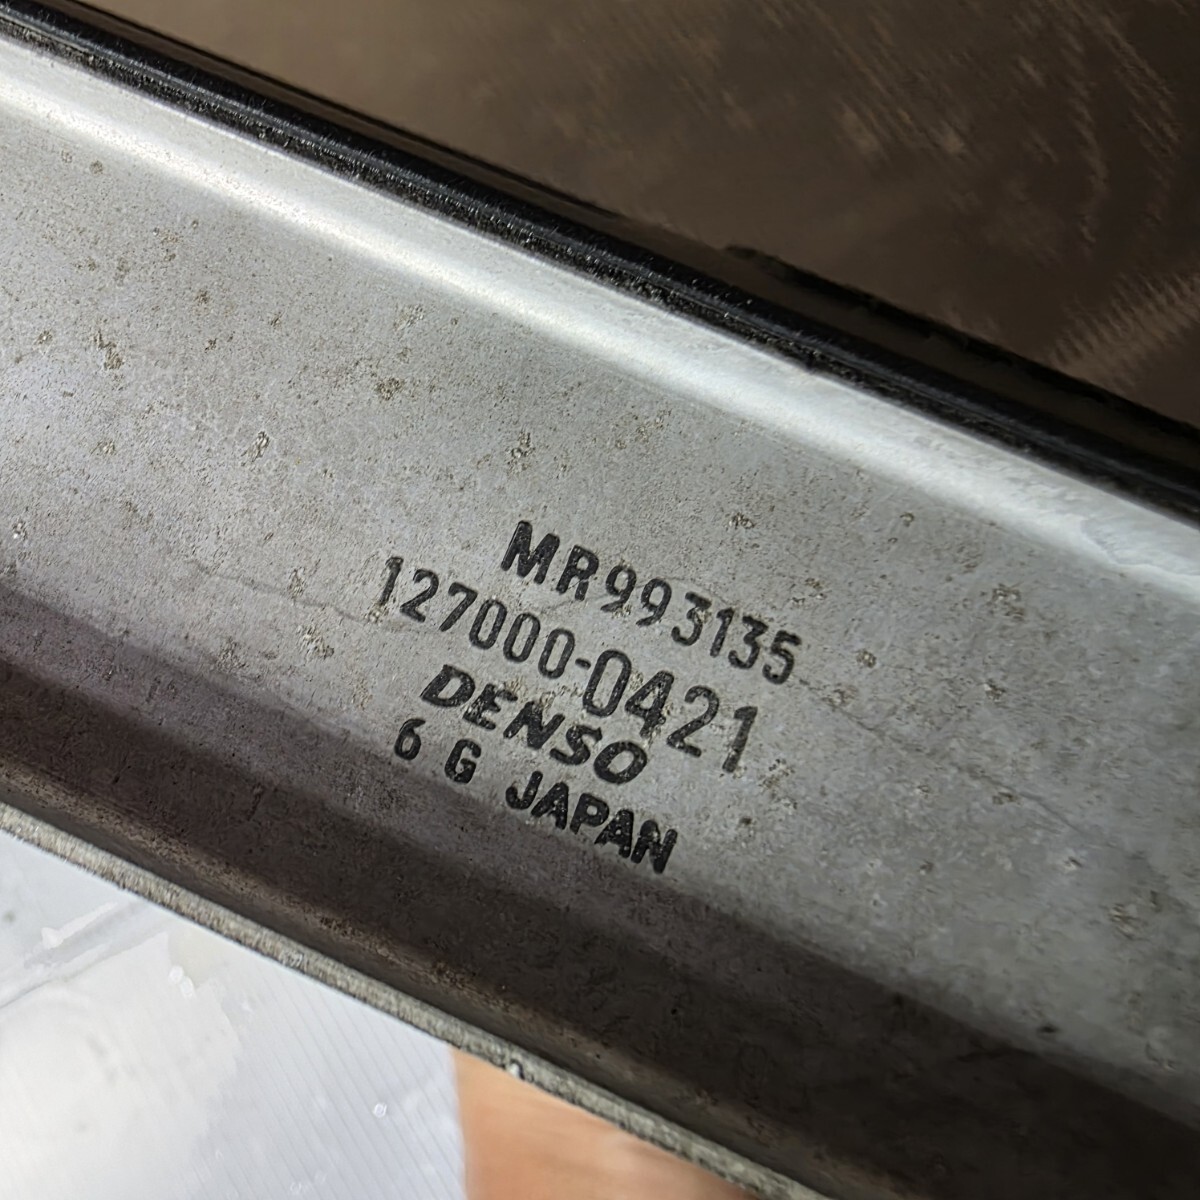 MR993135
127000-0421
DENSO
6 G JAPAN